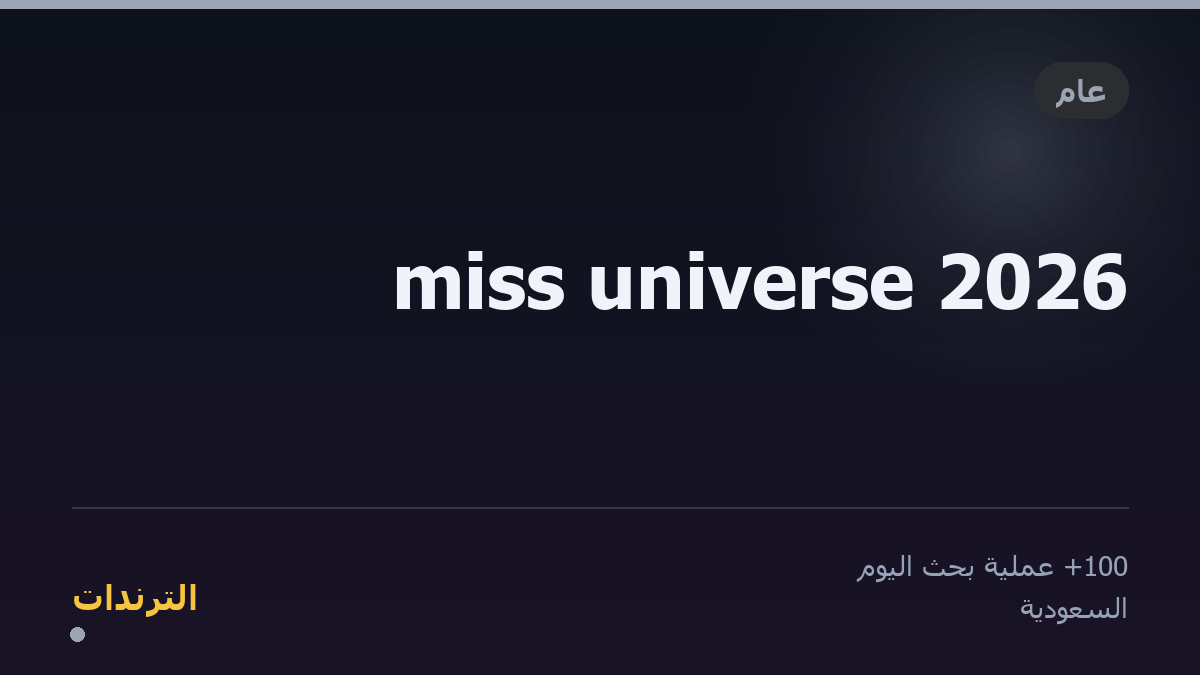 عام
miss universe 2026
100+ عملية بحث اليوم
السعودية
الترندات